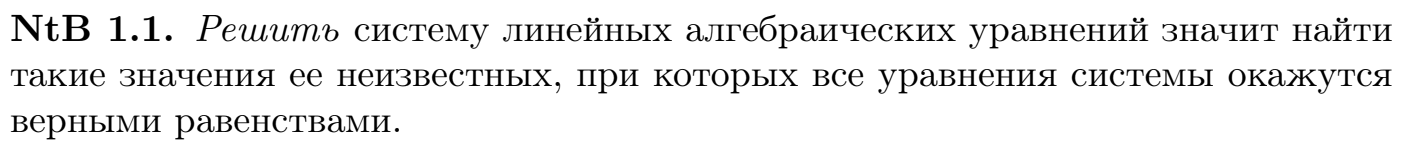 NtB 1.1. Решить систему линейных алгебраических уравнений значит найти
такие значения ее неизвестных, при которых все уравнения системы окажутся
верными равенствами.